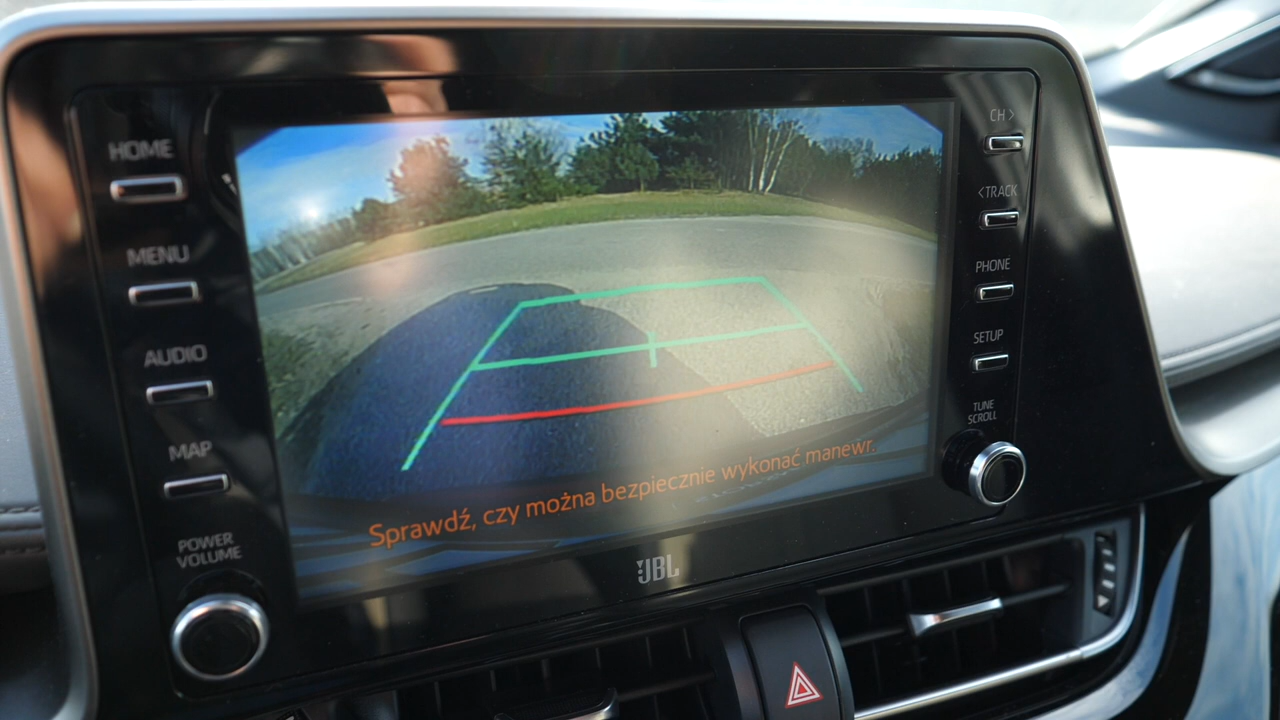 HOME
MENU
AUDIO
MAP
POWER
VOLUME
Sprawdź, czy można bezpiecznie wykonać manewr.
JBL
CH >
< TRACK
PHONE
SETUP
TUNE
SCROLL